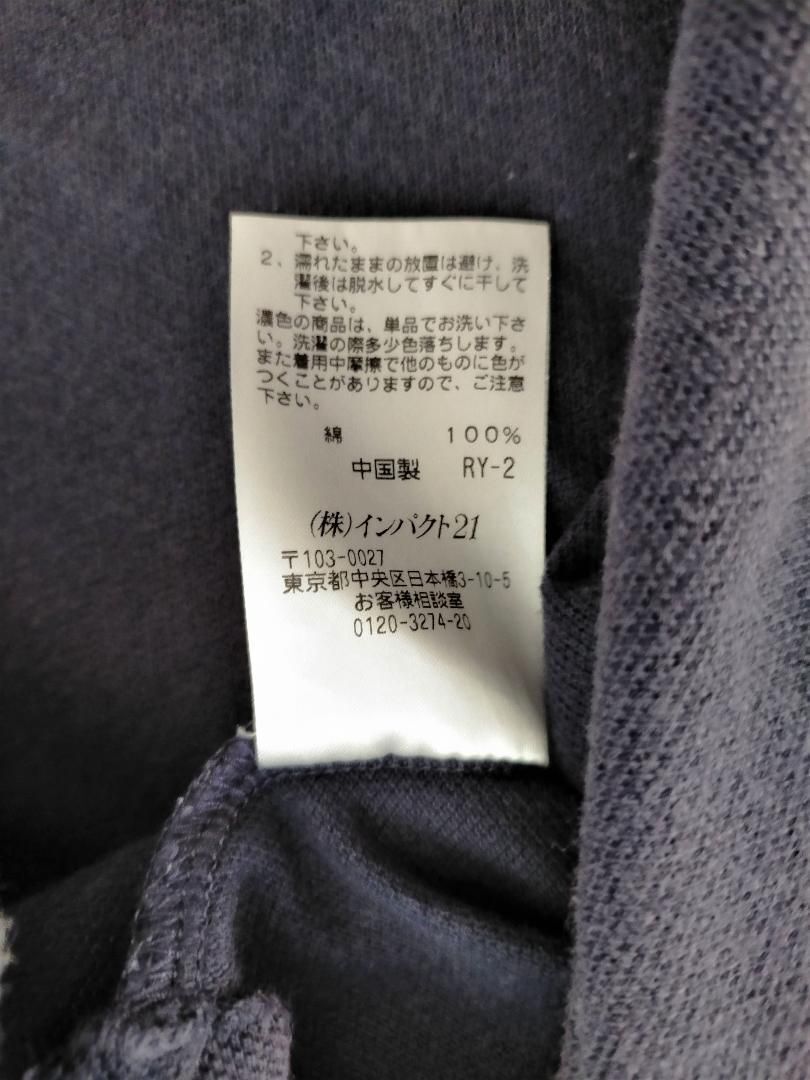 下さい。
2、濡れたままの放置は避け、洗
濯後は脱水してすぐに干して
下さい。
濃色の商品は、単品でお洗い下さ
い。洗濯の際多少色落ちします。
また着用中摩擦で他のものに色が
つくことがありますので、ご注意
下さい。
綿 100%
中国製 RY-2
(株)インパクト21
〒103-0027
東京都中央区日本橋3-10-5
お客様相談室
0120-3274-20